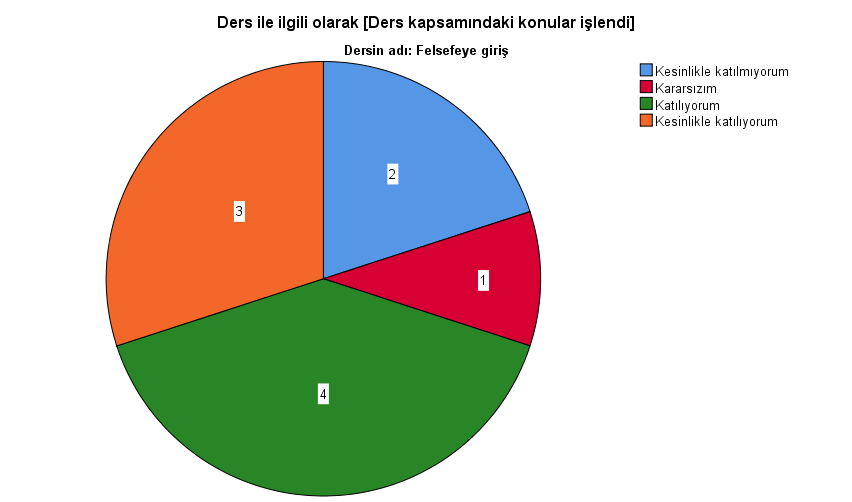 Ders ile ilgili olarak [Ders kapsamındaki konular işlendi]
Dersin adı: Felsefeye giriş
Kesinlikle katılmıyorum
Kararsızım
Katılıyorum
Kesinlikle katılıyorum
2
3
1
4